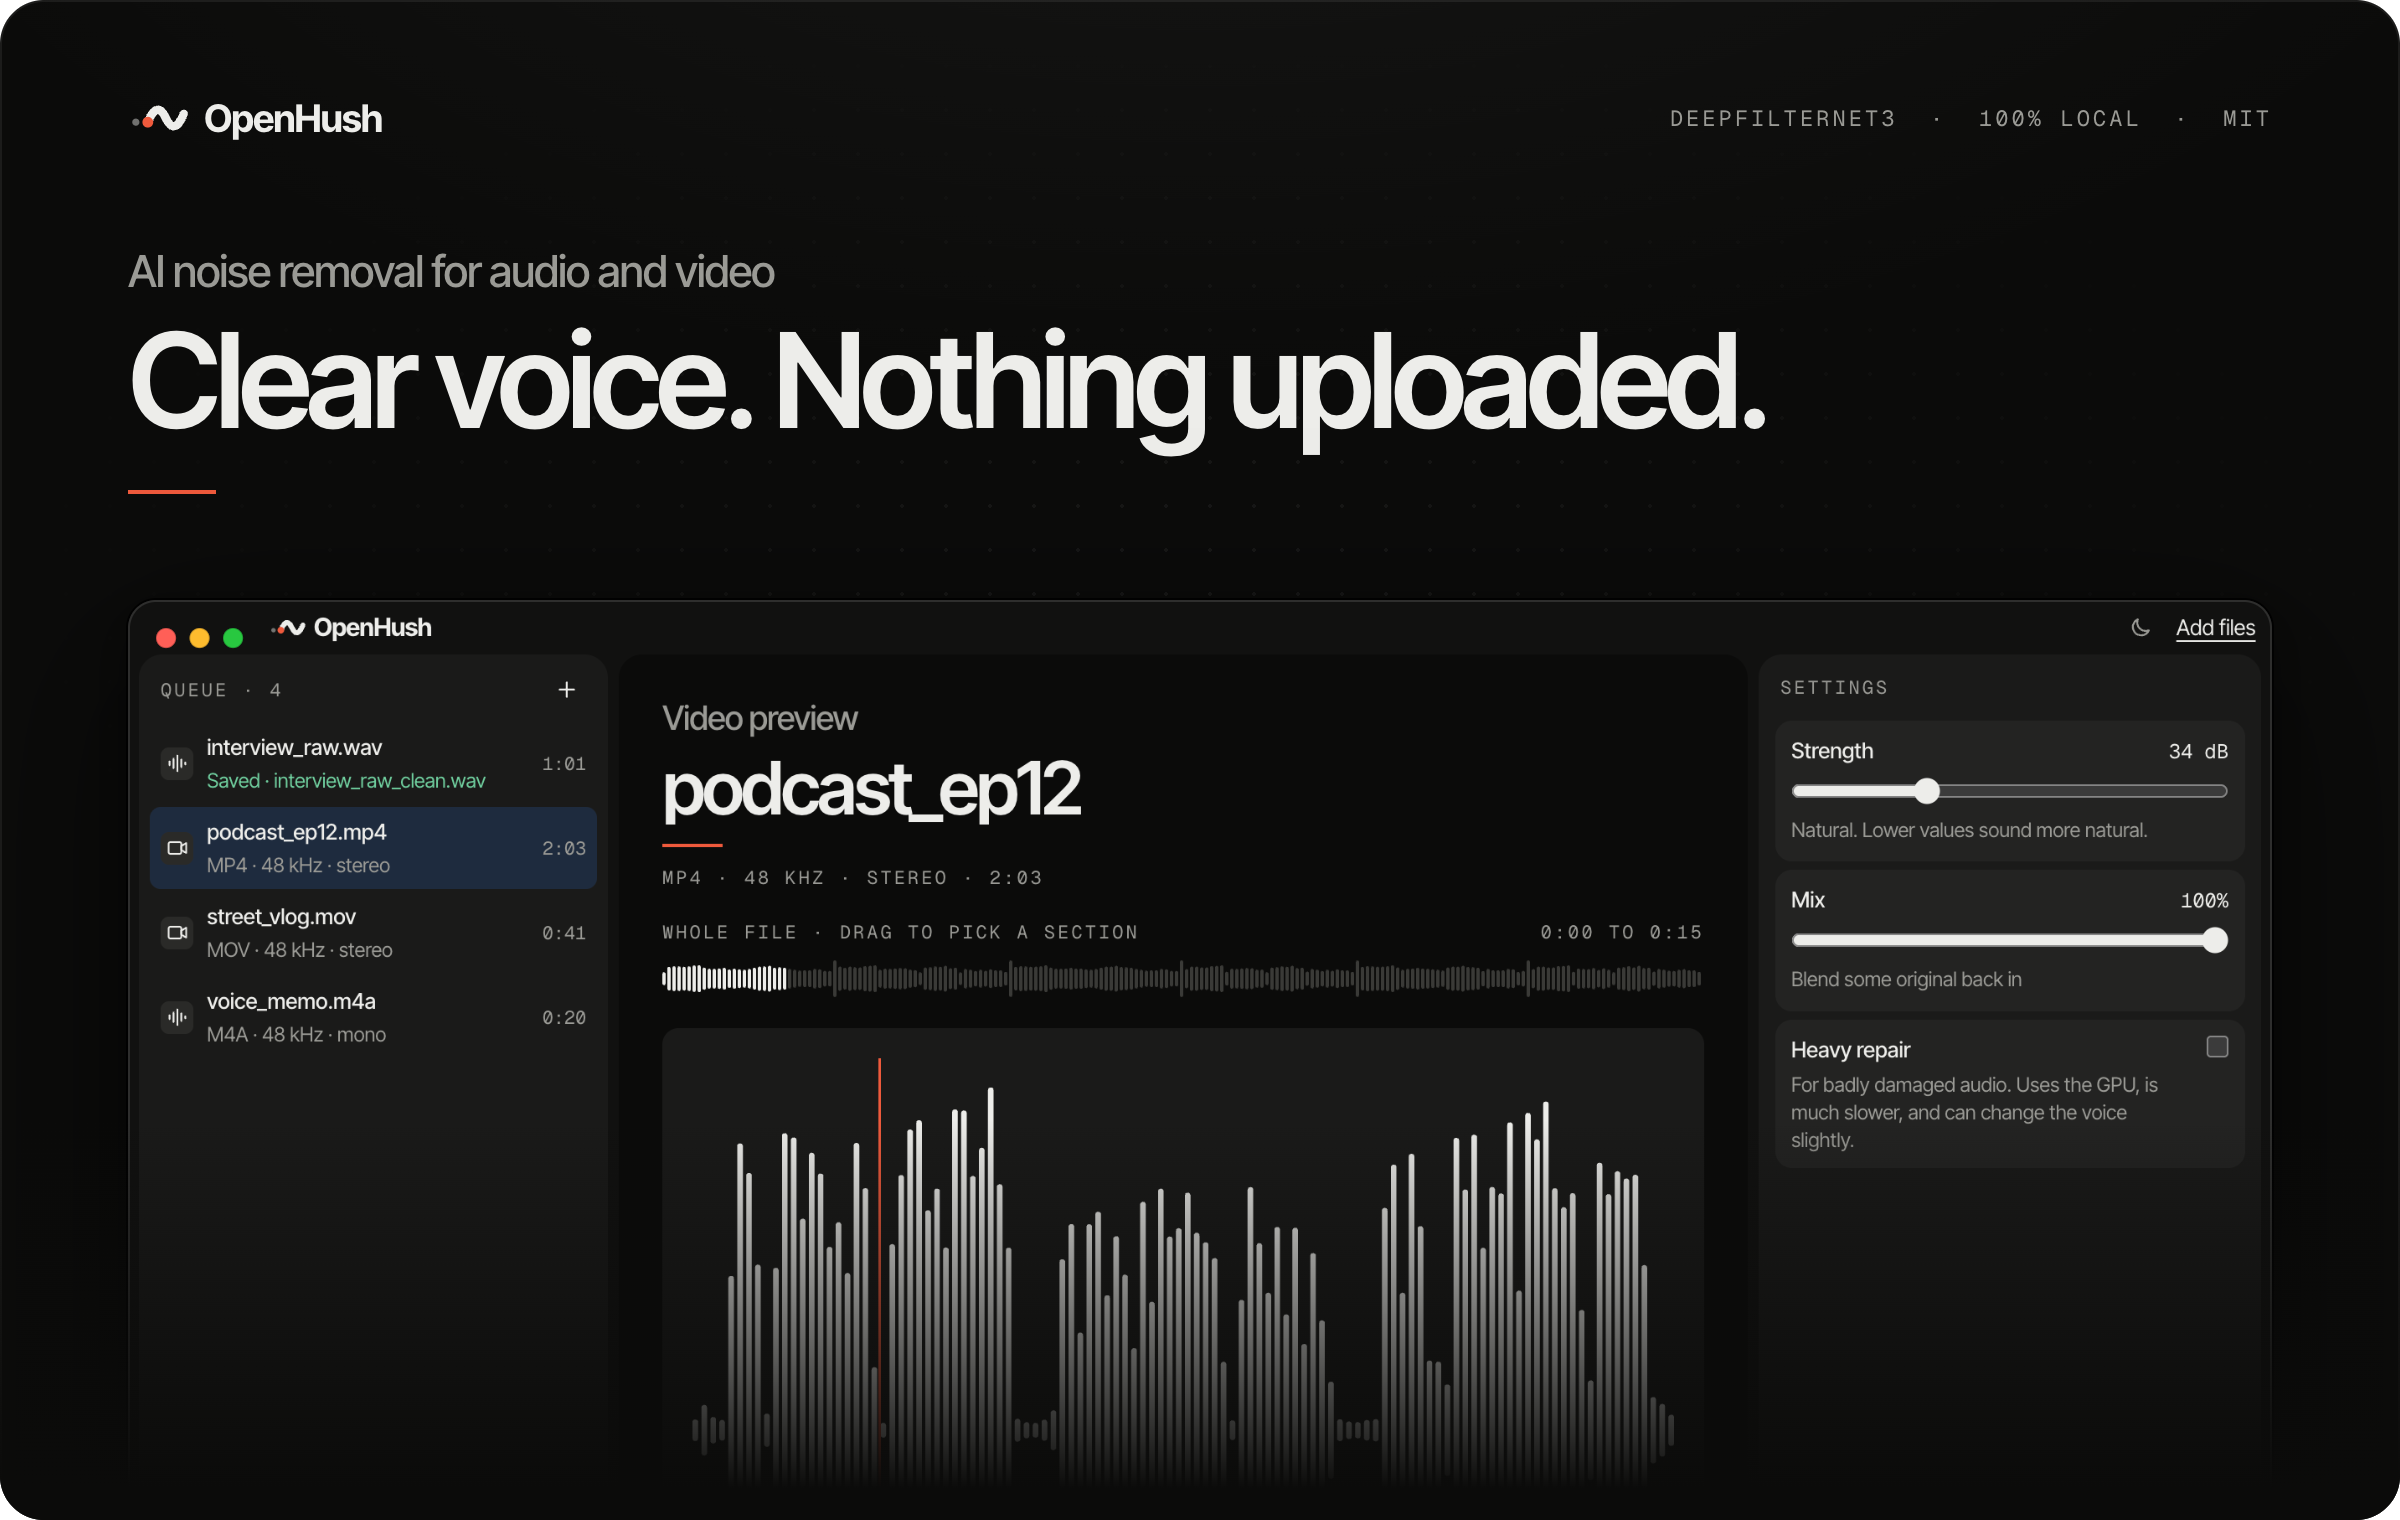 OpenHush
DEEPFILTERNET3 · 100% LOCAL · MIT
AI noise removal for audio and video
Clear voice. Nothing uploaded.
OpenHush
Add files
QUEUE · 4
interview_raw.wav
1:01
Saved · interview_raw_clean.wav
podcast_ep12.mp4
2:03
MP4 · 48 kHz · stereo
street_vlog.mov
0:41
MOV · 48 kHz · stereo
voice_memo.m4a
0:20
M4A · 48 kHz · mono
Video preview
podcast_ep12
MP4 · 48 KHZ · STEREO · 2:03
WHOLE FILE · DRAG TO PICK A SECTION
0:00 TO 0:15
SETTINGS
Strength
34 dB
Natural. Lower values sound more natural.
Mix
100%
Blend some original back in
Heavy repair
For badly damaged audio. Uses the GPU, is
much slower, and can change the voice
slightly.